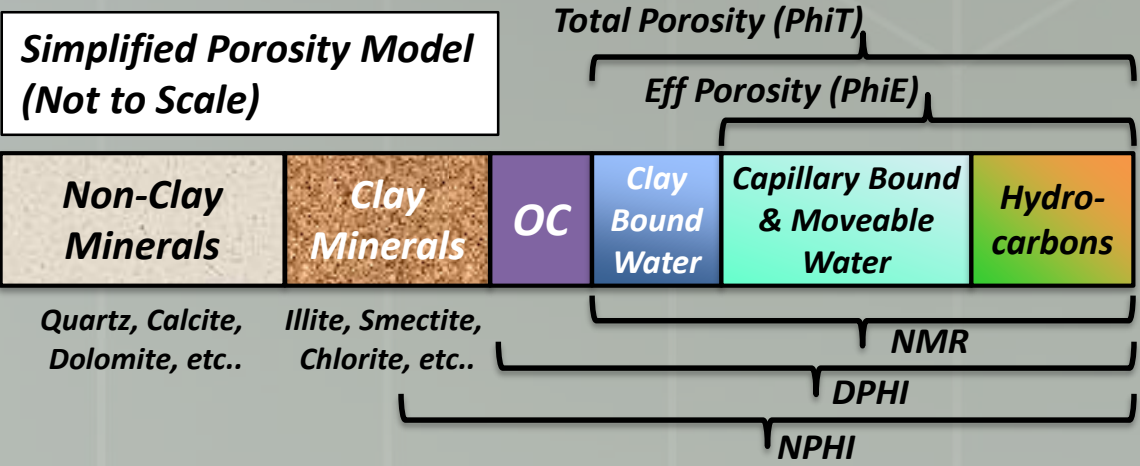 Simplified Porosity Model
(Not to Scale)
Total Porosity (PhiT)
Eff Porosity (PhiE)
Non-Clay
Minerals
Clay
Minerals
OC
Clay
Bound
Water
Capillary Bound
& Moveable
Water
Hydro-
carbons
Quartz, Calcite,
Dolomite, etc..
Illite, Smectite,
Chlorite, etc..
NMR
DPHI
NPHI